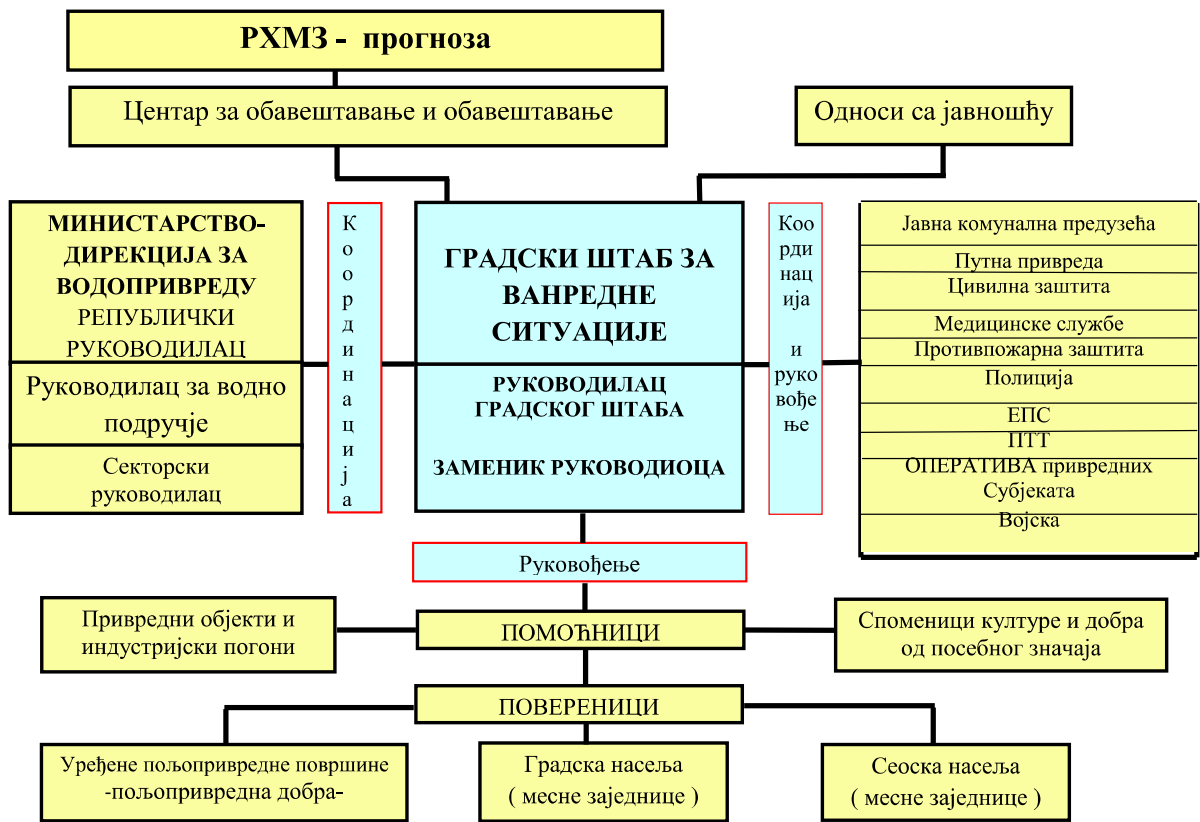 РХМЗ - прогноза
Центар за обавештавање и обавештавање
Односи са јавношћу
МИНИСТАРСТВО-
ДИРЕКЦИЈА ЗА
ВОДОПРИВРЕДУ
РЕПУБЛИЧКИ
РУКОВОДИЛАЦ
Руководилац за водно
подручје
Секторски
руководилац
К
о
о
р
д
и
н
а
ц
и
ј
а
ГРАДСКИ ШТАБ ЗА
ВАНРЕДНЕ
СИТУАЦИЈЕ
РУКОВОДИЛАЦ
ГРАДСКОГ ШТАБА
ЗАМЕНИК РУКОВОДИОЦА
Коо
рди
нац
ија
и
руко
вође
ње
Јавна комунална предузећа
Путна привреда
Цивилна заштита
Медицинске службе
Противпожарна заштита
Полиција
ЕПС
ПТТ
ОПЕРАТИВА привредних
Субјеката
Војска
Руковођење
Привредни објекти и
индустријски погони
ПОМОЋНИЦИ
Споменици културе и добра
од посебног значаја
ПОВЕРЕНИЦИ
Уређене пољопривредне површине
-пољопривредна добра-
Градска насеља
( месне заједнице )
Сеоска насеља
( месне заједнице )